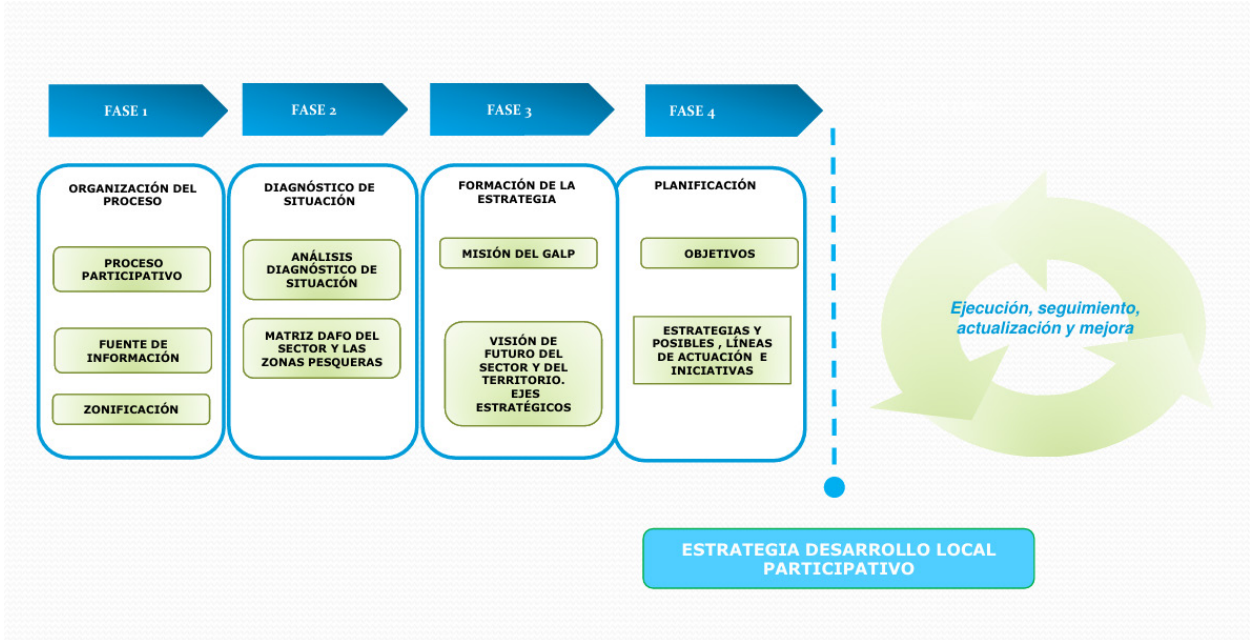 FASE 1
FASE 2
FASE 3
FASE 4
ORGANIZACIÓN DEL
PROCESO
PROCESO
PARTICIPATIVO
FUENTE DE
INFORMACIÓN
ZONIFICACIÓN
DIAGNÓSTICO DE
SITUACIÓN
ANÁLISIS
DIAGNÓSTICO DE
SITUACIÓN
MATRIZ DAFO DEL
SECTOR Y LAS
ZONAS PESQUERAS
FORMACIÓN DE LA
ESTRATEGIA
MISIÓN DEL GALP
VISIÓN DE
FUTURO DEL
SECTOR Y DEL
TERRITORIO.
EJES
ESTRATÉGICOS
PLANIFICACIÓN
OBJETIVOS
ESTRATEGIAS Y
POSIBLES , LÍNEAS
DE ACTUACIÓN E
INICIATIVAS
Ejecución, seguimiento,
actualización y mejora
ESTRATEGIA DESARROLLO LOCAL
PARTICIPATIVO